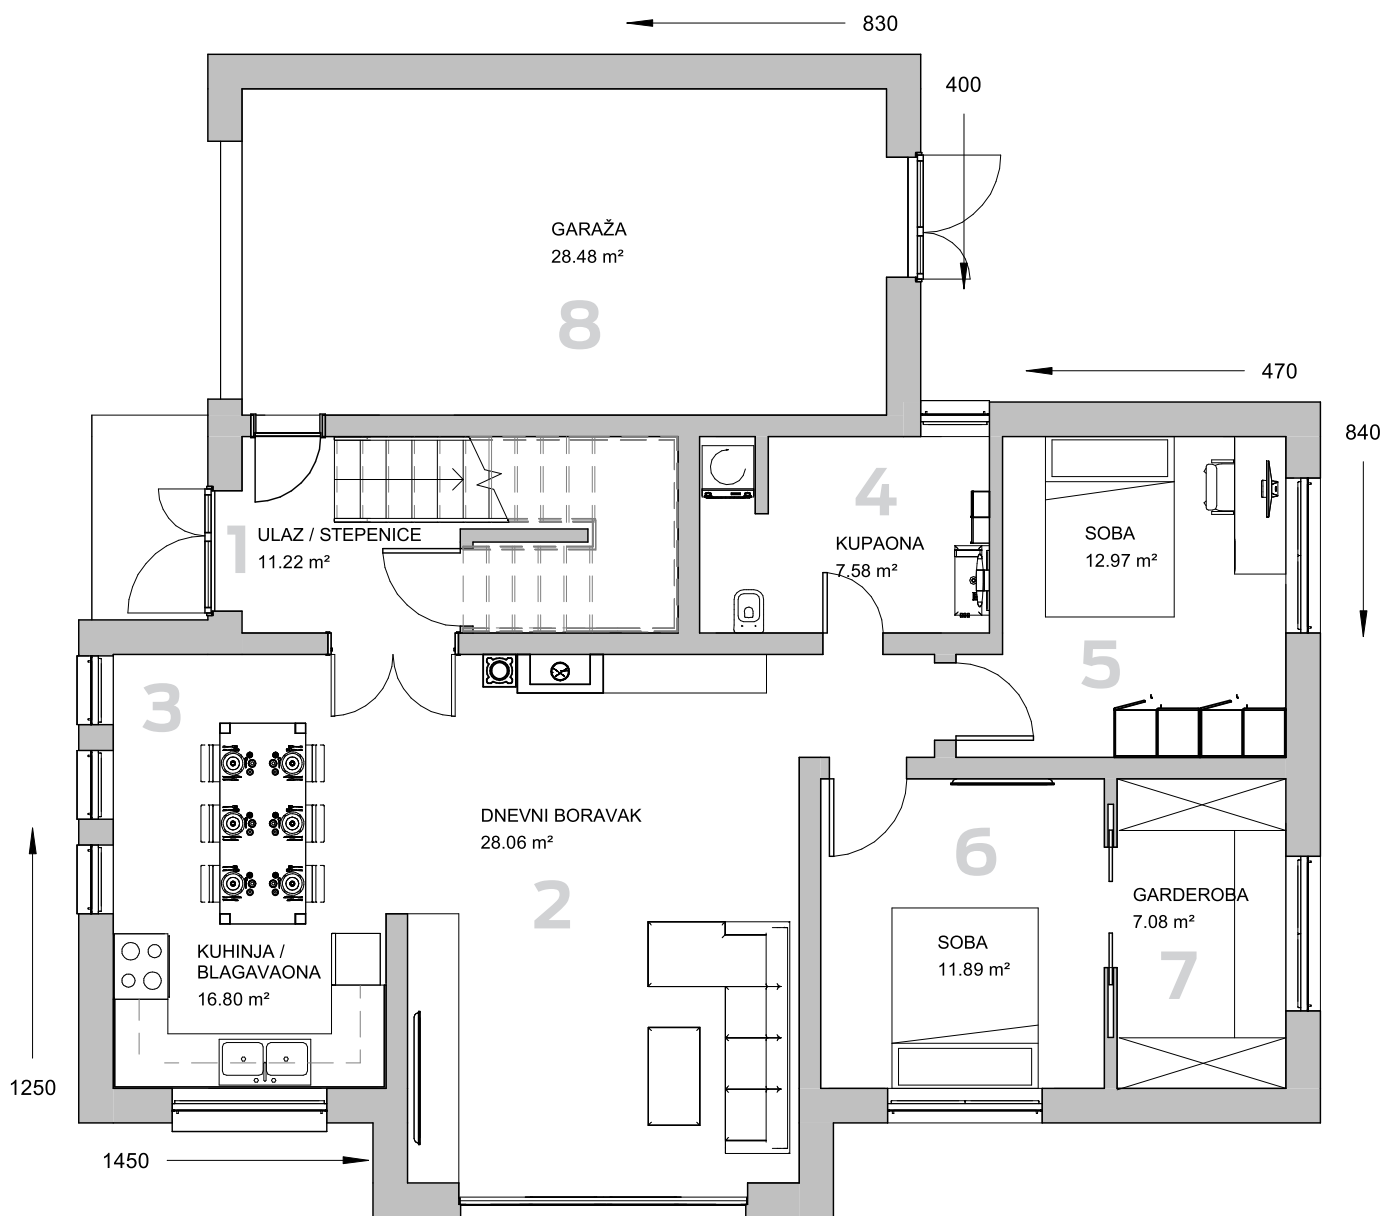 830
400
GARAŽA
28.48 m²
8
470
840
4
1
ULAZ / STEPENICE
11.22 m²
KUPAONA
7.58 m²
SOBA
12.97 m²
5
3
DNEVNI BORAVAK
28.06 m²
2
6
GARDEROBA
7.08 m²
7
SOBA
11.89 m²
KUHINJA /
BLAGAVAONA
16.80 m²
1250
1450